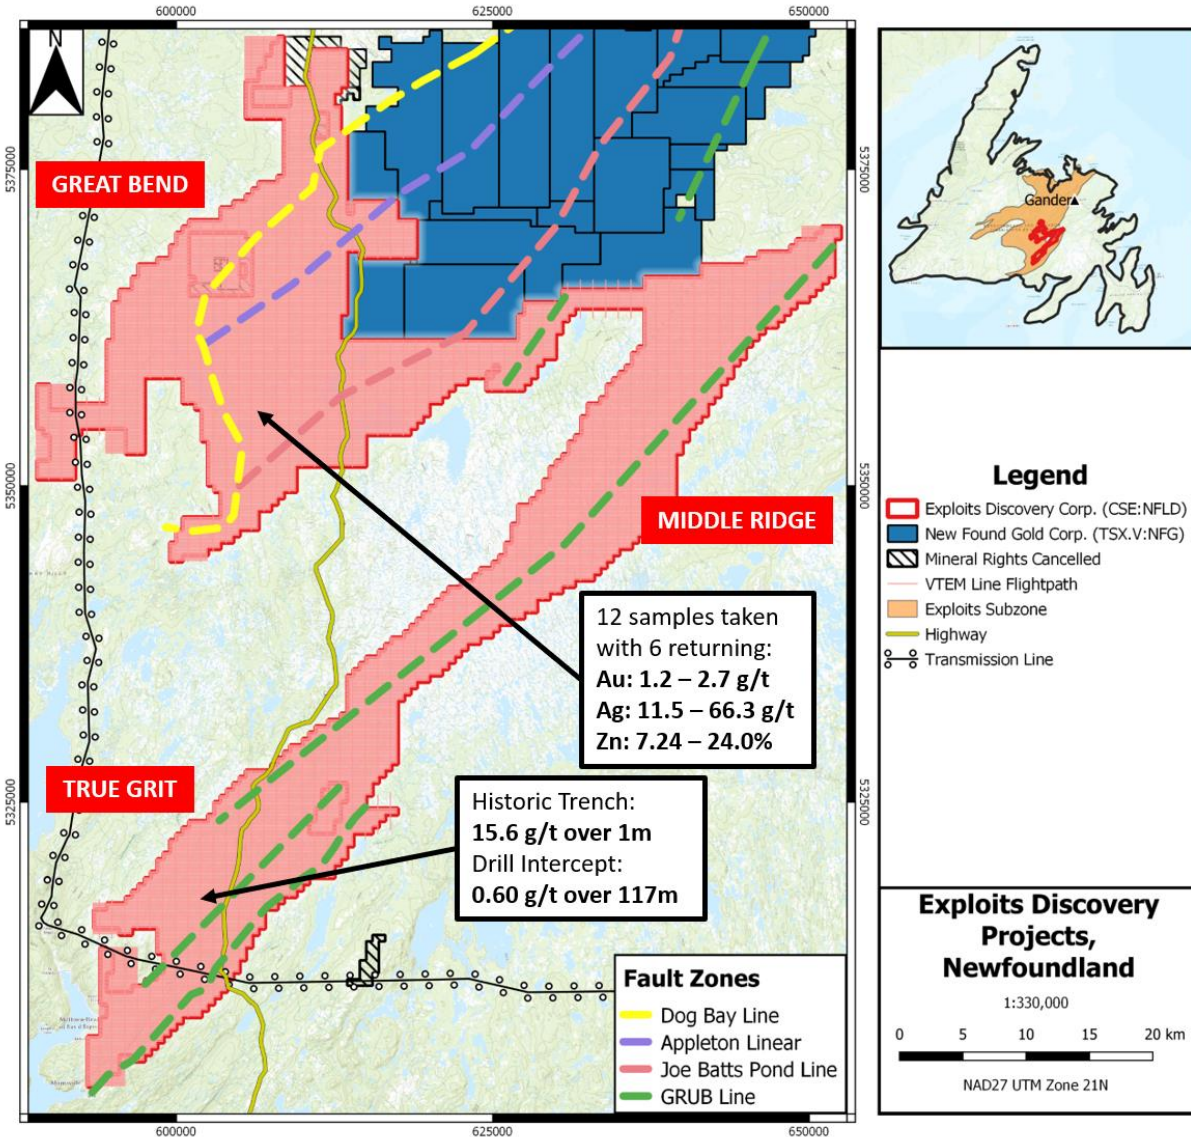 600000
625000
650000
N
5375000
5375000
GREAT BEND
Gander
5350000
5350000
MIDDLE RIDGE
Legend
Exploits Discovery Corp. (CSE:NFLD)
New Found Gold Corp. (TSX.V:NFG)
Mineral Rights Cancelled
VTEM Line Flightpath
Exploits Subzone
Highway
Transmission Line
12 samples taken
with 6 returning:
Au: 1.2 – 2.7 g/t
Ag: 11.5 – 66.3 g/t
Zn: 7.24 – 24.0%
TRUE GRIT
5325000
5325000
Historic Trench:
15.6 g/t over 1m
Drill Intercept:
0.60 g/t over 117m
Exploits Discovery
Projects,
Newfoundland
1:330,000
0 5 10 15 20 km
NAD27 UTM Zone 21N
Fault Zones
Dog Bay Line
Appleton Linear
Joe Batts Pond Line
GRUB Line
600000
625000
650000